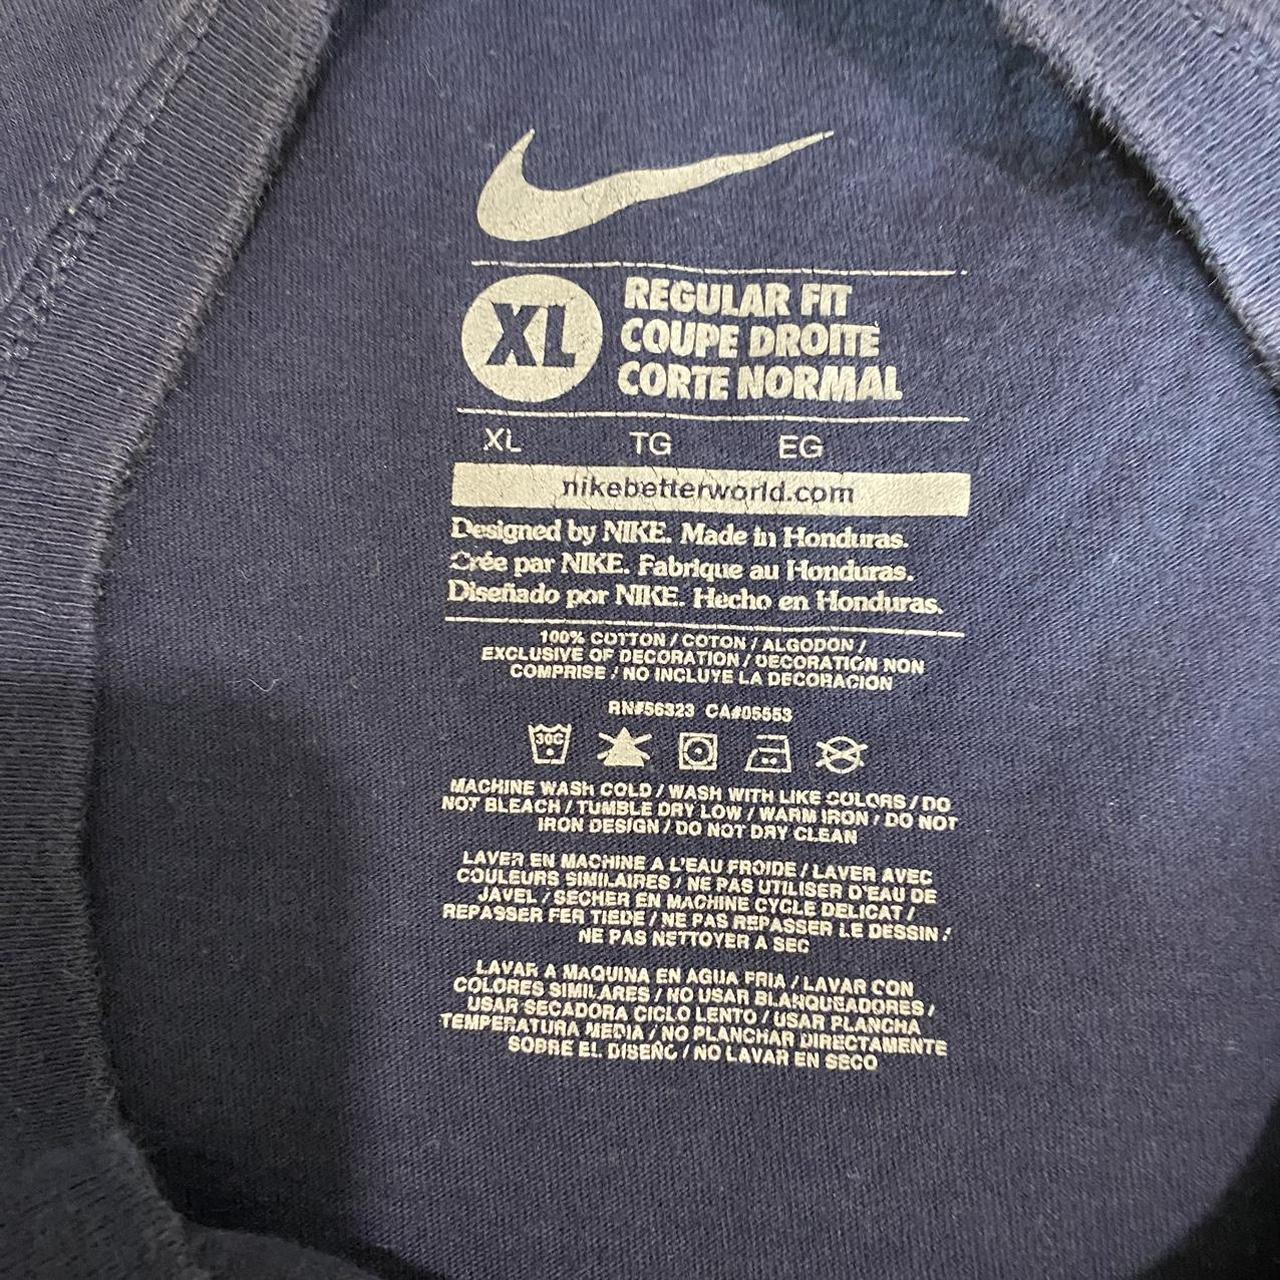 XL
REGULAR FIT
COUPE DROITE
CORTE NORMAL
XL TG EG
nikebetterworld.com
Designed by NIKE. Made in Honduras.
Crée par NIKE. Fabrique au Honduras.
Diseñado por NIKE. Hecho en Honduras.
100% COTTON / COTON / ALGODON /
EXCLUSIVE OF DECORATION / DECORATION NON
COMPRISE / NO INCLUYE LA DECORACION
RN#56323 CA#05553
30C
MACHINE WASH COLD / WASH WITH LIKE COLORS / DO
NOT BLEACH / TUMBLE DRY LOW / WARM IRON / DO NOT
IRON DESIGN / DO NOT DRY CLEAN
LAVER EN MACHINE A L'EAU FROIDE / LAVER AVEC
COULEURS SIMILAIRES / NE PAS UTILISER D'EAU DE
JAVEL / SECHER EN MACHINE CYCLE DELICAT /
REPASSER FER TIEDE / NE PAS REPASSER LE DESSIN /
NE PAS NETTOYER A SEC
LAVAR A MAQUINA EN AGUA FRIA / LAVAR CON
COLORES SIMILARES / NO USAR BLANQUEADORES /
USAR SECADORA CICLO LENTO / USAR PLANCHA
TEMPERATURA MEDIA / NO PLANCHAR DIRECTAMENTE
SOBRE EL DISEÑO / NO LAVAR EN SECO